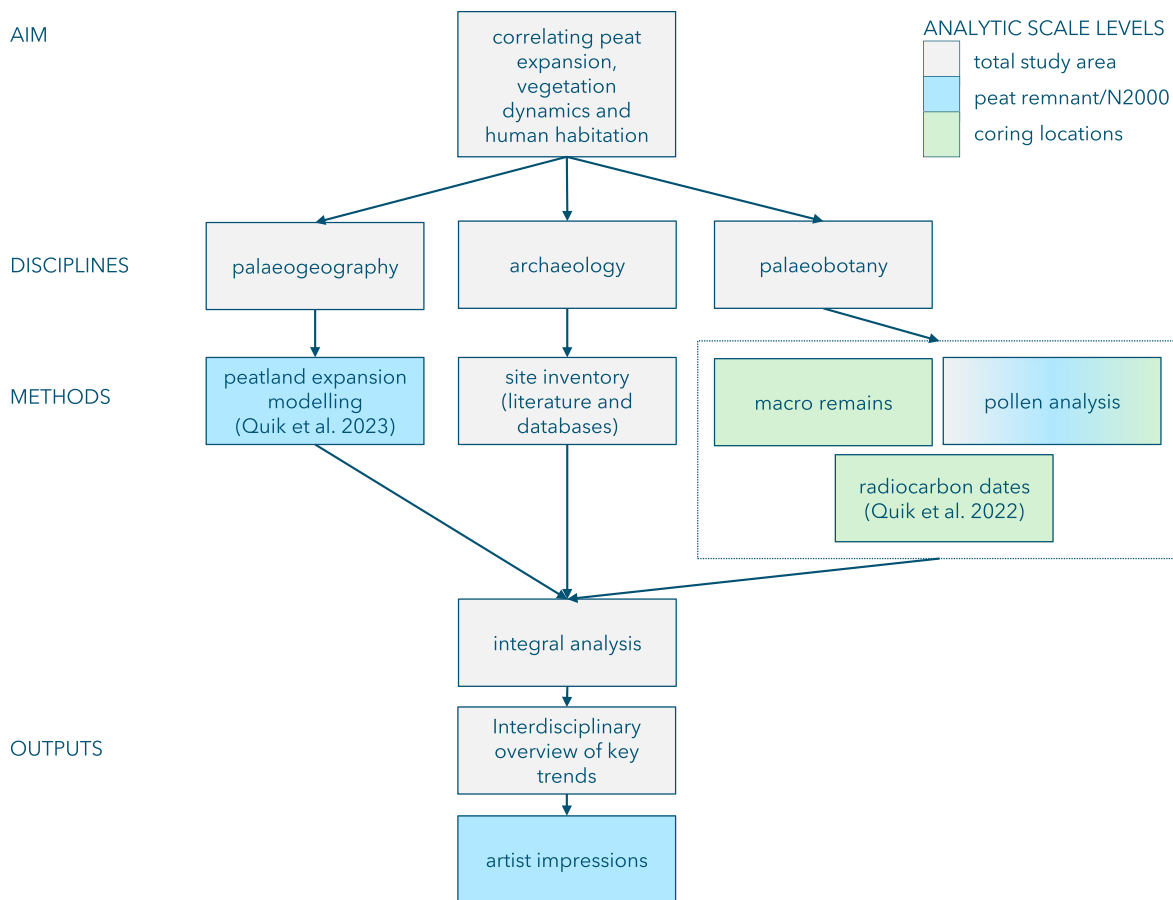 AIM
correlating peat
expansion,
vegetation
dynamics and
human habitation
ANALYTIC SCALE LEVELS
total study area
peat remnant/N2000
coring locations
DISCIPLINES
palaeogeography
archaeology
palaeobotany
METHODS
peatland expansion
modelling
(Quik et al. 2023)
site inventory
(literature and
databases)
macro remains
pollen analysis
radiocarbon dates
(Quik et al. 2022)
integral analysis
OUTPUTS
Interdisciplinary
overview of key
trends
artist impressions